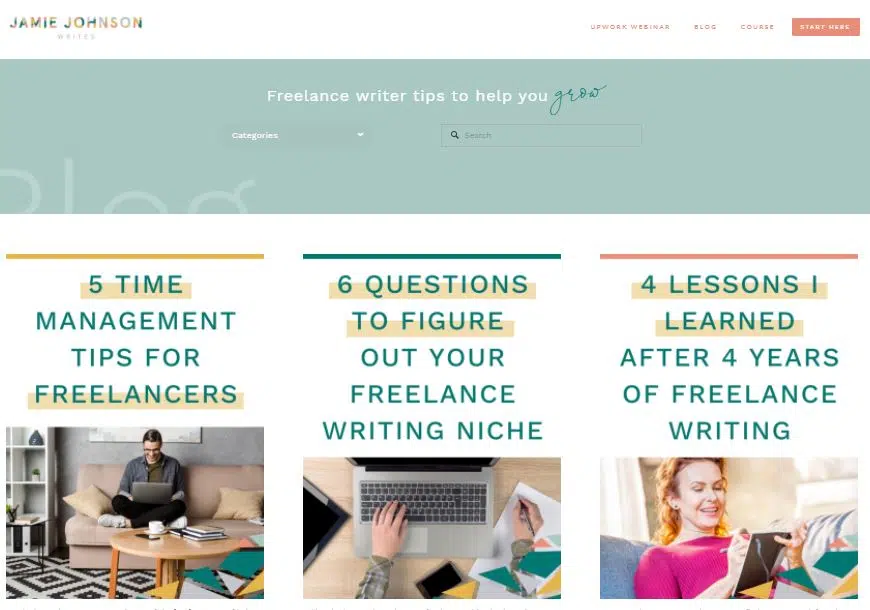 JAMIE JOHNSON
WRITES
UPWORK WEBINAR BLOG COURSE START HERE
Freelance writer tips to help you grow
Categories Search
Blog
5 TIME
MANAGEMENT
TIPS FOR
FREELANCERS
6 QUESTIONS
TO FIGURE
OUT YOUR
FREELANCE
WRITING NICHE
4 LESSONS I
LEARNED
AFTER 4 YEARS
OF FREELANCE
WRITING